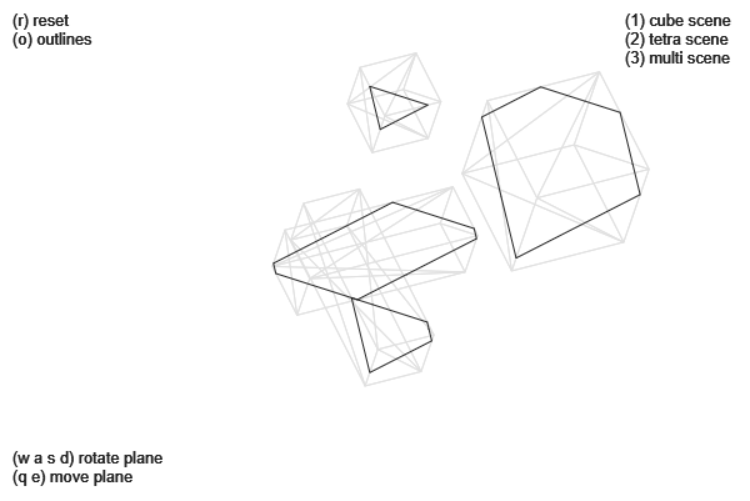 (r) reset
(o) outlines
(1) cube scene
(2) tetra scene
(3) multi scene
(w a s d) rotate plane
(q e) move plane